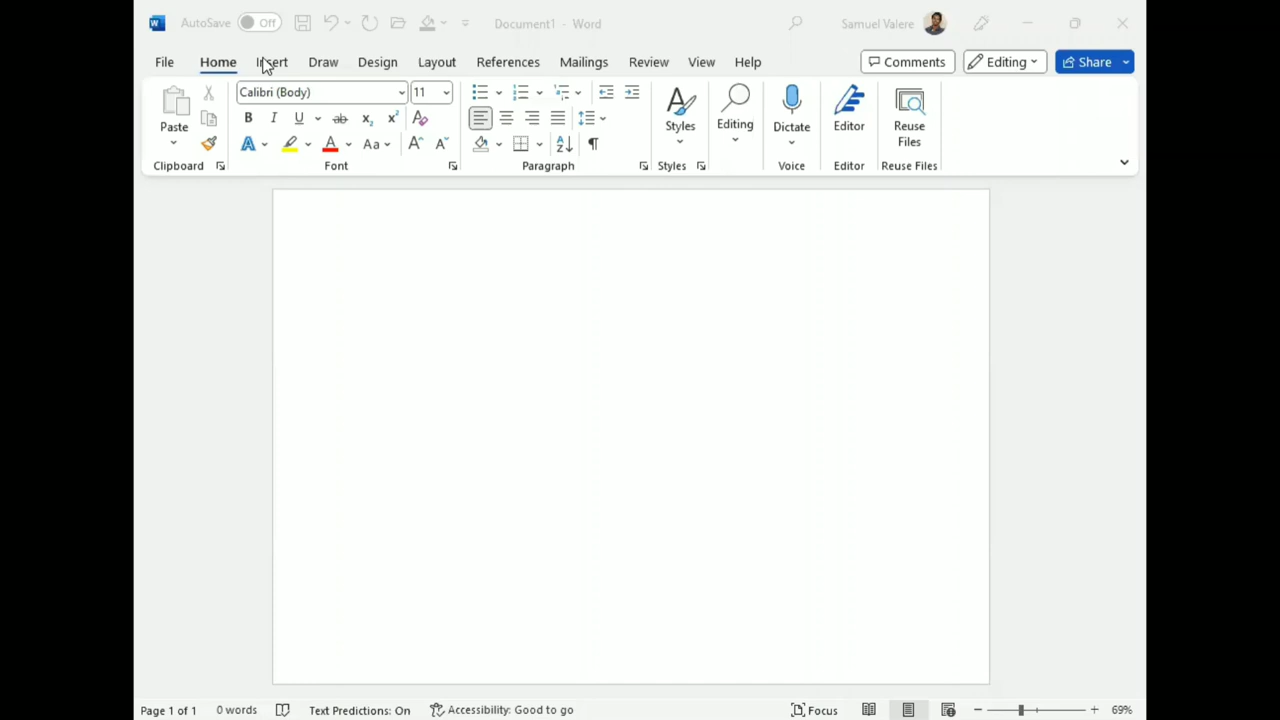 W AutoSave Off Document1 - Word Samuel Valere
File Home Insert Draw Design Layout References Mailings Review View Help Comments Editing Share
Calibri (Body) 11
Paste Styles Editing Dictate Editor Reuse Files
B I U ab x₂ x² A
A A Aa A A A Z ¶
Clipboard Font Paragraph Styles Voice Editor Reuse Files
Page 1 of 1 0 words Text Predictions: On Accessibility: Good to go Focus 69%